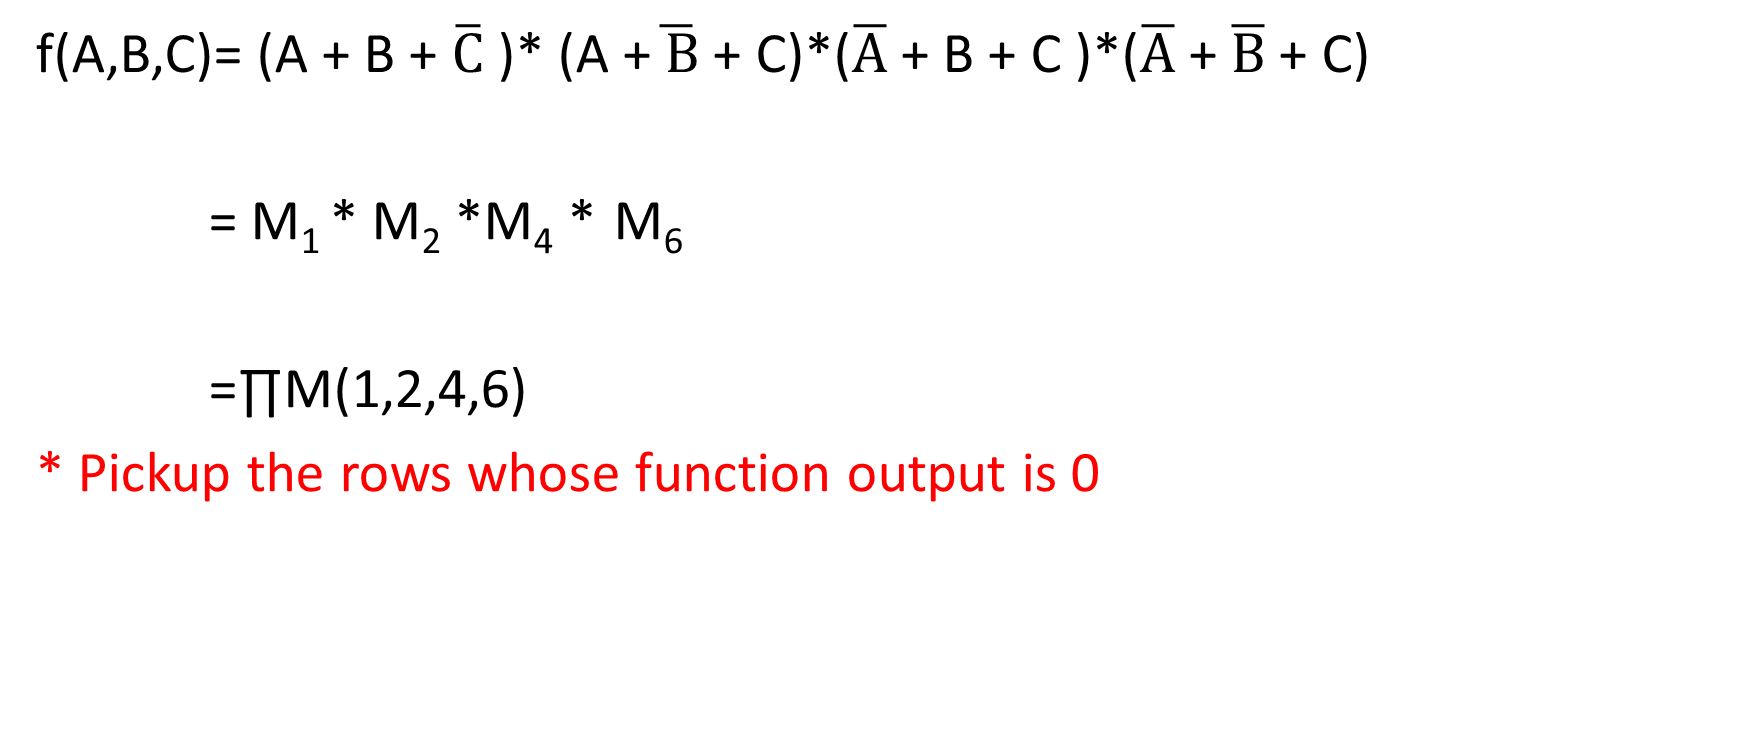 f(A,B,C)= (A + B + C̅ )* (A + B̅ + C)*(A̅ + B + C )*(A̅ + B̅ + C)
= M₁ * M₂ *M₄ * M₆
=∏M(1,2,4,6)
* Pickup the rows whose function output is 0